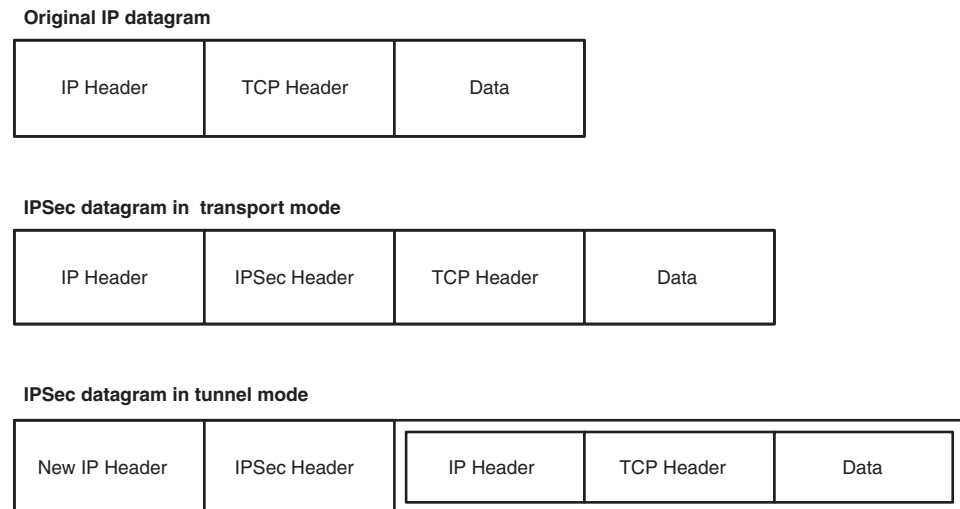 Original IP datagram
IP Header TCP Header Data
IPSec datagram in transport mode
IP Header IPSec Header TCP Header Data
IPSec datagram in tunnel mode
New IP Header IPSec Header IP Header TCP Header Data